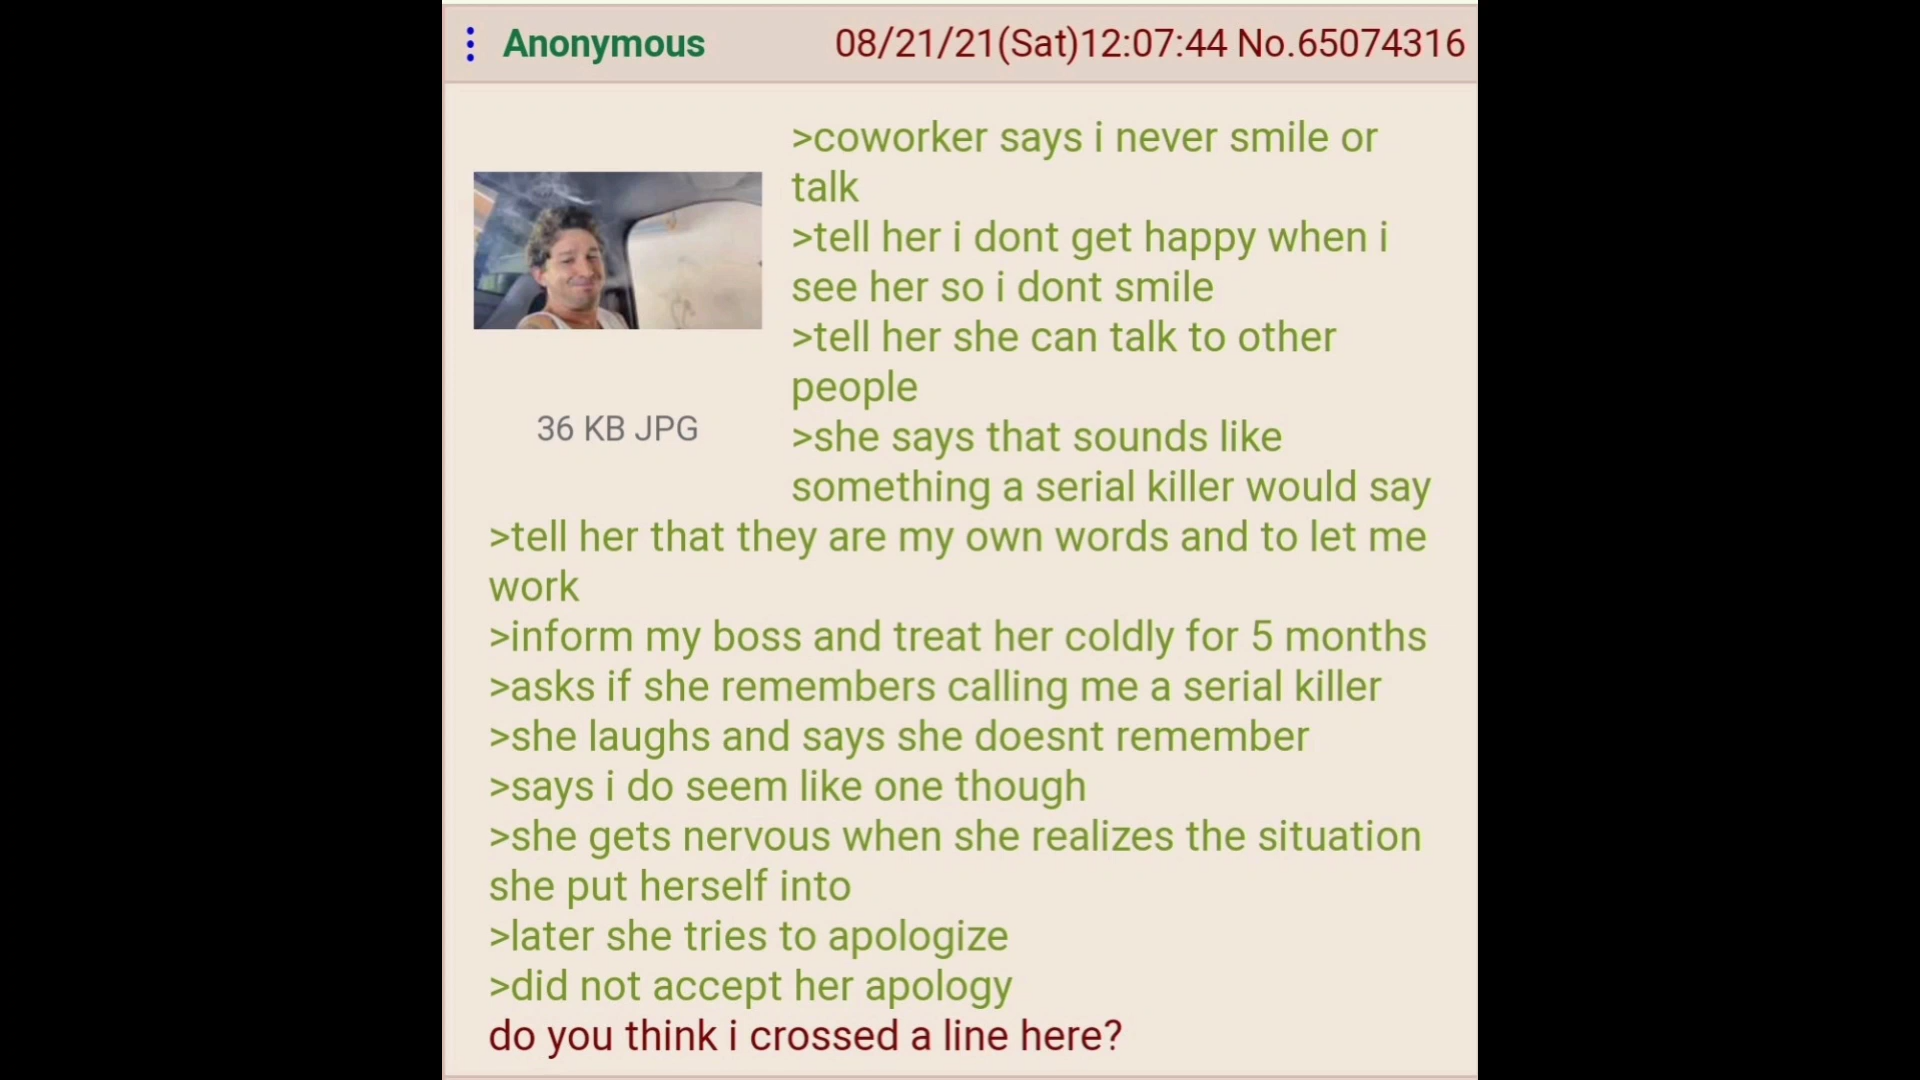 Anonymous 08/21/21(Sat)12:07:44 No.65074316
>coworker says i never smile or
talk
>tell her i dont get happy when i
see her so i dont smile
>tell her she can talk to other
people
36 KB JPG
>she says that sounds like
something a serial killer would say
>tell her that they are my own words and to let me
work
>inform my boss and treat her coldly for 5 months
>asks if she remembers calling me a serial killer
>she laughs and says she doesnt remember
>says i do seem like one though
>she gets nervous when she realizes the situation
she put herself into
>later she tries to apologize
>did not accept her apology
do you think i crossed a line here?